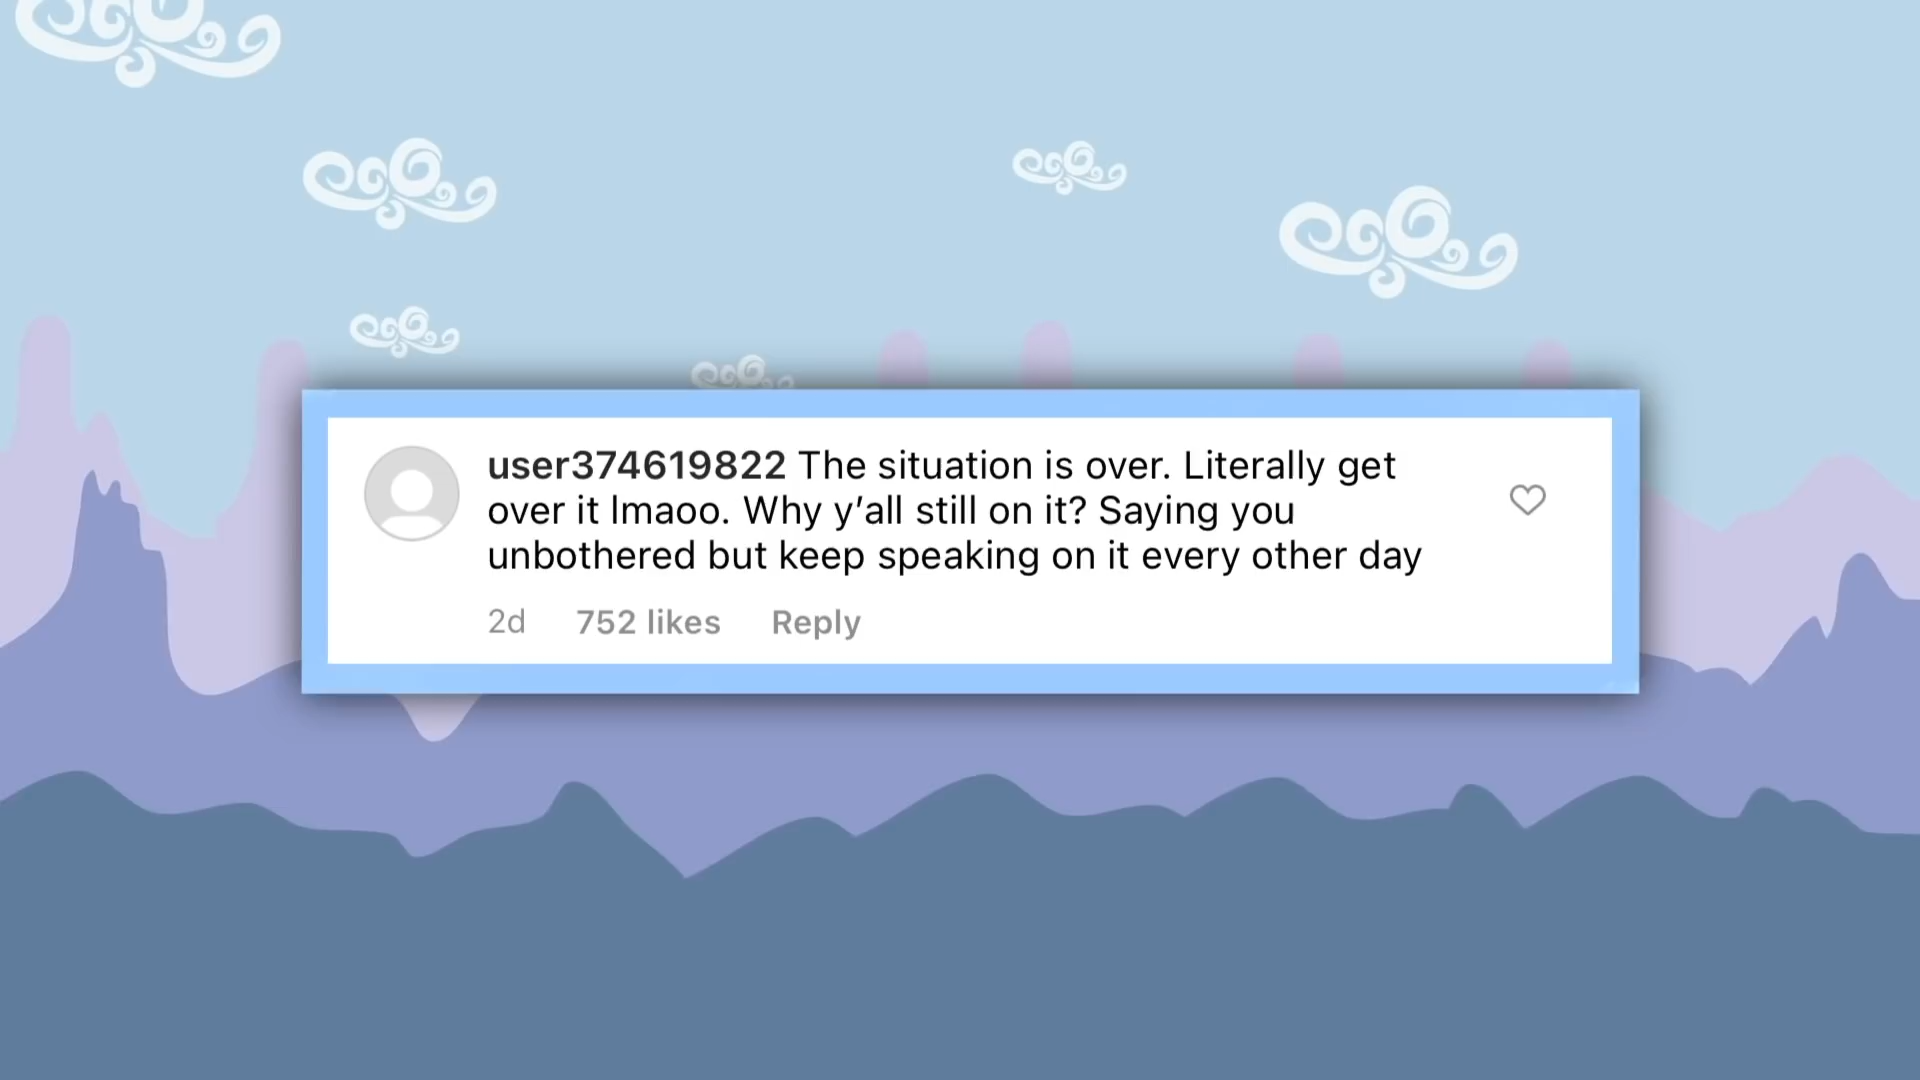 user374619822 The situation is over. Literally get
over it lmaoo. Why y’all still on it? Saying you
unbothered but keep speaking on it every other day
2d 752 likes Reply